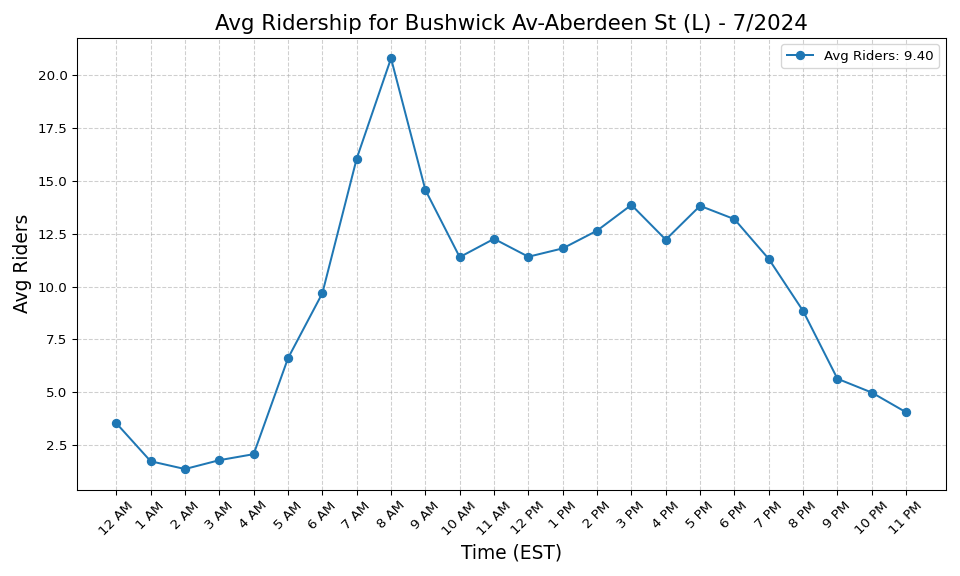 Avg Ridership for Bushwick Av-Aberdeen St (L) - 7/2024
Avg Riders: 9.40
Avg Riders
20.0
17.5
15.0
12.5
10.0
7.5
5.0
2.5
12 AM
1 AM
2 AM
3 AM
4 AM
5 AM
6 AM
7 AM
8 AM
9 AM
10 AM
11 AM
12 PM
1 PM
2 PM
3 PM
4 PM
5 PM
6 PM
7 PM
8 PM
9 PM
10 PM
11 PM
Time (EST)